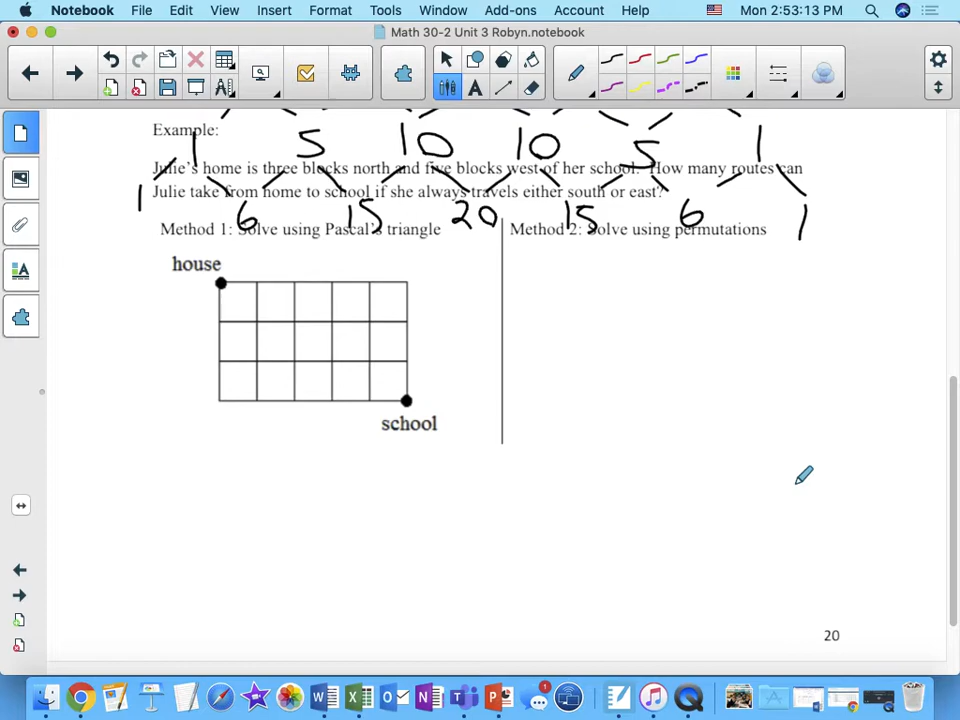 Notebook File Edit View Insert Format Tools Window Add-ons Account Help Mon 2:53:13 PM
Math 30-2 Unit 3 Robyn.notebook
Example:
1 5 10 10 5 1
Julie's home is three blocks north and five blocks west of her school. How many routes can
Julie take from home to school if she always travels either south or east?
1 6 15 20 15 6 1
Method 1: Solve using Pascal's triangle
Method 2: Solve using permutations
house
school
20